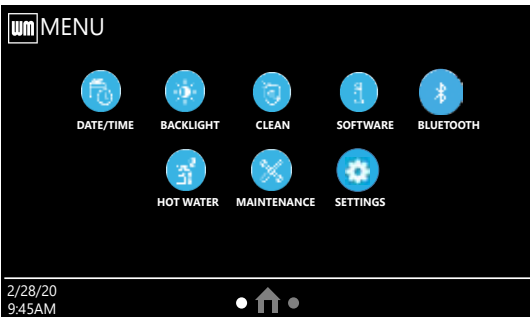 wm MENU
DATE/TIME BACKLIGHT CLEAN SOFTWARE BLUETOOTH
HOT WATER MAINTENANCE SETTINGS
2/28/20
9:45AM